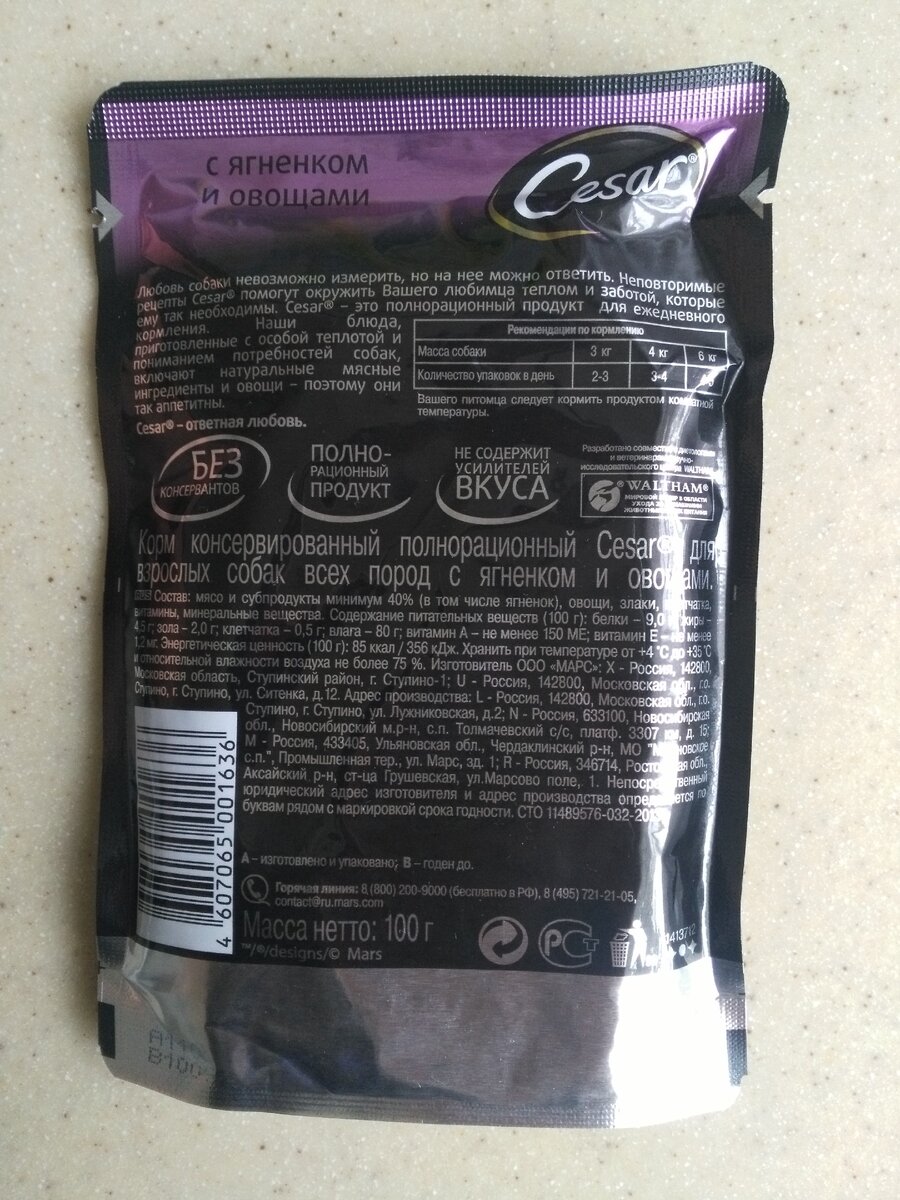 с ягненком
и овощами
Cesar®
Любовь собаки невозможно измерить, но на нее можно ответить. Неповторимые
рецепты Cesar® помогут окружить Вашего любимца теплом и заботой, которые
ему так необходимы. Cesar® – это полнорационный продукт для ежедневного
кормления. Наши блюда,
приготовленные с особой теплотой и
пониманием потребностей собак,
включают натуральные мясные
ингредиенты и овощи – поэтому они
так аппетитны.
Cesar® – ответная любовь.
Рекомендации по кормлению
Масса собаки 3 кг 4 кг 6 кг
Количество упаковок в день 2-3 3-4
Вашего питомца следует кормить продуктом комнатной
температуры.
БЕЗ
КОНСЕРВАНТОВ
ПОЛНО-
РАЦИОННЫЙ
ПРОДУКТ
НЕ СОДЕРЖИТ
УСИЛИТЕЛЕЙ
ВКУСА
Разработано совместно
и
исследовательского WALTHAM
WALTHAM®
МИРОВОЙ В ОБЛАСТИ
УХОДА ЗА
ЖИВОТНЫМИ ПИТАНИЯ
Корм консервированный полнорационный Cesar® для
взрослых собак всех пород с ягненком и овощами.
RUS Состав: мясо и субпродукты минимум 40% (в том числе ягненок), овощи, злаки, клетчатка,
витамины, минеральные вещества. Содержание питательных веществ (100 г): белки – 9,0 г; жиры –
4,5 г; зола – 2,0 г; клетчатка – 0,5 г; влага – 80 г; витамин А – не менее 150 МЕ; витамин Е – не менее
1,2 мг. Энергетическая ценность (100 г): 85 ккал / 356 кДж. Хранить при температуре от +4 °C до +35 °C
и относительной влажности воздуха не более 75 %. Изготовитель ООО «МАРС»: X - Россия, 142800,
Московская область, Ступинский район, г. Ступино-1; U - Россия, 142800, Московская обл., г.о.
Ступино, г. Ступино, ул. Ситенка, д.12. Адрес производства: L - Россия, 142800, Московская обл., г.о.
Ступино, г. Ступино, ул. Лужниковская, д.2; N - Россия, 633100, Новосибирская
обл., Новосибирский м.р-н, с.п. Толмачевский с/с, платф. 3307 км, д. 15;
M - Россия, 433405, Ульяновская обл., Чердаклинский р-н, МО
с.п.", Промышленная тер., ул. Марс, зд. 1; R - Россия, 346714, Ростовская обл.,
Аксайский р-н, ст-ца Грушевская, ул.Марсово поле, 1. Непосредственный
юридический адрес изготовителя и адрес производства определяется по
буквам рядом с маркировкой срока годности. СТО 11489576-032-
А – изготовлено и упаковано; В – годен до.
Горячая линия: 8 (800) 200-9000 (бесплатно в РФ), 8 (495) 721-21-05,
contact@ru.mars.com
Масса нетто: 100 г
™/®/designs/© Mars
4 607065 001636
РСТ